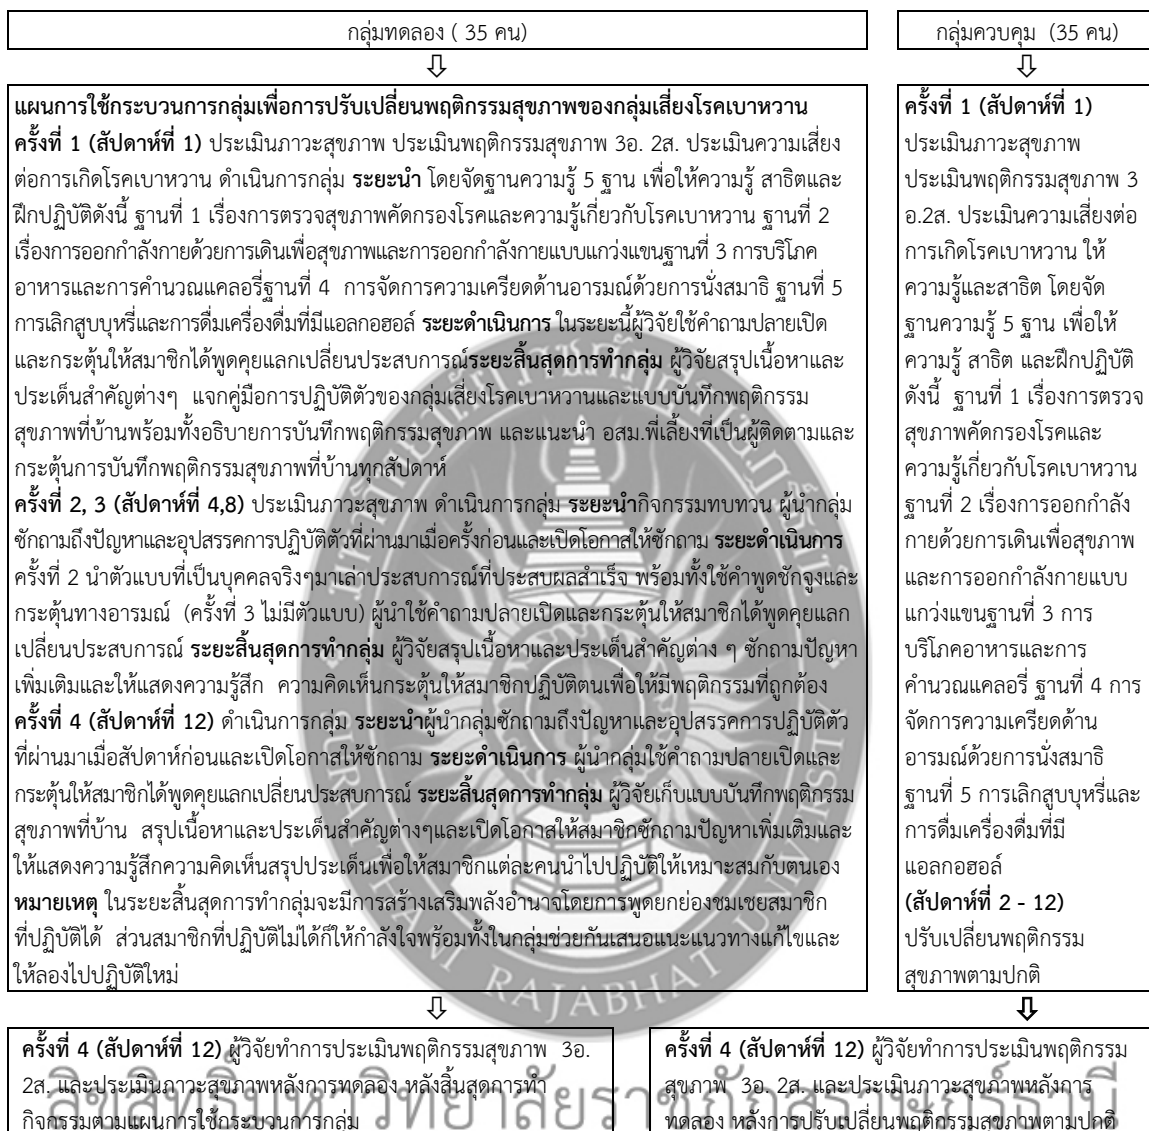 กลุ่มทดลอง ( 35 คน)
แผนการใช้กระบวนการกลุ่มเพื่อการปรับเปลี่ยนพฤติกรรมสุขภาพของกลุ่มเสี่ยงโรคเบาหวาน
ครั้งที่ 1 (สัปดาห์ที่ 1) ประเมินภาวะสุขภาพ ประเมินพฤติกรรมสุขภาพ 3อ. 2ส. ประเมินความเสี่ยง
ต่อการเกิดโรคเบาหวาน ดำเนินการกลุ่ม ระยะนำ โดยจัดฐานความรู้ 5 ฐาน เพื่อให้ความรู้ สาธิตและ
ฝึกปฏิบัติดังนี้ ฐานที่ 1 เรื่องการตรวจสุขภาพคัดกรองโรคและความรู้เกี่ยวกับโรคเบาหวาน ฐานที่ 2
เรื่องการออกกำลังกายด้วยการเดินเพื่อสุขภาพและการออกกำลังกายแบบแกว่งแขนฐานที่ 3 การบริโภค
อาหารและการคำนวณแคลอรี่ฐานที่ 4 การจัดการความเครียดด้านอารมณ์ด้วยการนั่งสมาธิ ฐานที่ 5
การเลิกสูบบุหรี่และการดื่มเครื่องดื่มที่มีแอลกอฮอล์ ระยะดำเนินการ ในระยะนี้ผู้วิจัยใช้คำถามปลายเปิด
และกระตุ้นให้สมาชิกได้พูดคุยแลกเปลี่ยนประสบการณ์ระยะสิ้นสุดการทำกลุ่ม ผู้วิจัยสรุปเนื้อหาและ
ประเด็นสำคัญต่างๆ แจกคู่มือการปฏิบัติตัวของกลุ่มเสี่ยงโรคเบาหวานและแบบบันทึกพฤติกรรม
สุขภาพที่บ้านพร้อมทั้งอธิบายการบันทึกพฤติกรรมสุขภาพ และแนะนำ อสม.พี่เลี้ยงที่เป็นผู้ติดตามและ
กระตุ้นการบันทึกพฤติกรรมสุขภาพที่บ้านทุกสัปดาห์
ครั้งที่ 2, 3 (สัปดาห์ที่ 4,8) ประเมินภาวะสุขภาพ ดำเนินการกลุ่ม ระยะนำกิจกรรมทบทวน ผู้นำกลุ่ม
ซักถามถึงปัญหาและอุปสรรคการปฏิบัติตัวที่ผ่านมาเมื่อครั้งก่อนและเปิดโอกาสให้ซักถาม ระยะดำเนินการ
ครั้งที่ 2 นำตัวแบบที่เป็นบุคคลจริงๆมาเล่าประสบการณ์ที่ประสบผลสำเร็จ พร้อมทั้งใช้คำพูดชักจูงและ
กระตุ้นทางอารมณ์ (ครั้งที่ 3 ไม่มีตัวแบบ) ผู้นำใช้คำถามปลายเปิดและกระตุ้นให้สมาชิกได้พูดคุยแลก
เปลี่ยนประสบการณ์ ระยะสิ้นสุดการทำกลุ่ม ผู้วิจัยสรุปเนื้อหาและประเด็นสำคัญต่าง ๆ ซักถามปัญหา
เพิ่มเติมและให้แสดงความรู้สึก ความคิดเห็นกระตุ้นให้สมาชิกปฏิบัติตนเพื่อให้มีพฤติกรรมที่ถูกต้อง
ครั้งที่ 4 (สัปดาห์ที่ 12) ดำเนินการกลุ่ม ระยะนำผู้นำกลุ่มซักถามถึงปัญหาและอุปสรรคการปฏิบัติตัว
ที่ผ่านมาเมื่อสัปดาห์ก่อนและเปิดโอกาสให้ซักถาม ระยะดำเนินการ ผู้นำกลุ่มใช้คำถามปลายเปิดและ
กระตุ้นให้สมาชิกได้พูดคุยแลกเปลี่ยนประสบการณ์ ระยะสิ้นสุดการทำกลุ่ม ผู้วิจัยเก็บแบบบันทึกพฤติกรรม
สุขภาพที่บ้าน สรุปเนื้อหาและประเด็นสำคัญต่างๆและเปิดโอกาสให้สมาชิกซักถามปัญหาเพิ่มเติมและ
ให้แสดงความรู้สึกความคิดเห็นสรุปประเด็นเพื่อให้สมาชิกแต่ละคนนำไปปฏิบัติให้เหมาะสมกับตนเอง
หมายเหตุ ในระยะสิ้นสุดการทำกลุ่มจะมีการสร้างเสริมพลังอำนาจโดยการพูดยกย่องชมเชยสมาชิก
ที่ปฏิบัติได้ ส่วนสมาชิกที่ปฏิบัติไม่ได้ก็ให้กำลังใจพร้อมทั้งในกลุ่มช่วยกันเสนอแนะแนวทางแก้ไขและ
ให้ลองไปปฏิบัติใหม่
กลุ่มควบคุม (35 คน)
ครั้งที่ 1 (สัปดาห์ที่ 1)
ประเมินภาวะสุขภาพ
ประเมินพฤติกรรมสุขภาพ 3
อ.2ส. ประเมินความเสี่ยงต่อ
การเกิดโรคเบาหวาน ให้
ความรู้และสาธิต โดยจัด
ฐานความรู้ 5 ฐาน เพื่อให้
ความรู้ สาธิต และฝึกปฏิบัติ
ดังนี้ ฐานที่ 1 เรื่องการตรวจ
สุขภาพคัดกรองโรคและ
ความรู้เกี่ยวกับโรคเบาหวาน
ฐานที่ 2 เรื่องการออกกำลัง
กายด้วยการเดินเพื่อสุขภาพ
และการออกกำลังกายแบบ
แกว่งแขนฐานที่ 3 การ
บริโภคอาหารและการ
คำนวณแคลอรี่ ฐานที่ 4 การ
จัดการความเครียดด้าน
อารมณ์ด้วยการนั่งสมาธิ
ฐานที่ 5 การเลิกสูบบุหรี่และ
การดื่มเครื่องดื่มที่มี
แอลกอฮอล์
(สัปดาห์ที่ 2 - 12)
ปรับเปลี่ยนพฤติกรรม
สุขภาพตามปกติ
ครั้งที่ 4 (สัปดาห์ที่ 12) ผู้วิจัยทำการประเมินพฤติกรรมสุขภาพ 3อ.
2ส. และประเมินภาวะสุขภาพหลังการทดลอง หลังสิ้นสุดการทำ
กิจกรรมตามแผนการใช้กระบวนการกลุ่ม
ครั้งที่ 4 (สัปดาห์ที่ 12) ผู้วิจัยทำการประเมินพฤติกรรม
สุขภาพ 3อ. 2ส. และประเมินภาวะสุขภาพหลังการ
ทดลอง หลังการปรับเปลี่ยนพฤติกรรมสุขภาพตามปกติ
ลิขสิทธิ์มหาวิทยาลัยราชภัฏสุราษฎร์ธานี